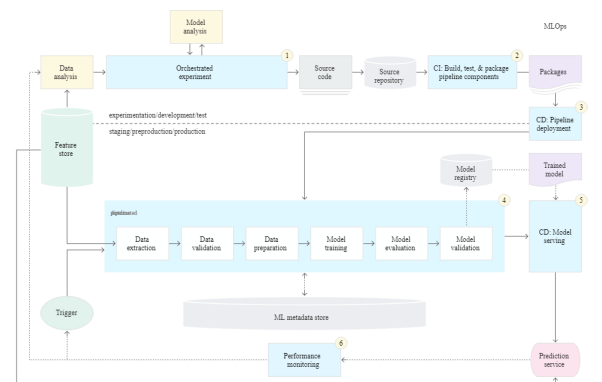 MLOps
Model
analysis
Data
analysis
Orchestrated
experiment
1
Source
code
Source
repository
CI: Build, test, & package
pipeline components
2
Packages
experimentation/development/test
staging/preproduction/production
Feature
store
CD: Pipeline
deployment
3
Model
registry
Trained
model
4
Data
extraction
Data
validation
Data
preparation
Model
training
Model
evaluation
Model
validation
CD: Model
serving
5
ML metadata store
Trigger
Performance
monitoring
6
Prediction
service